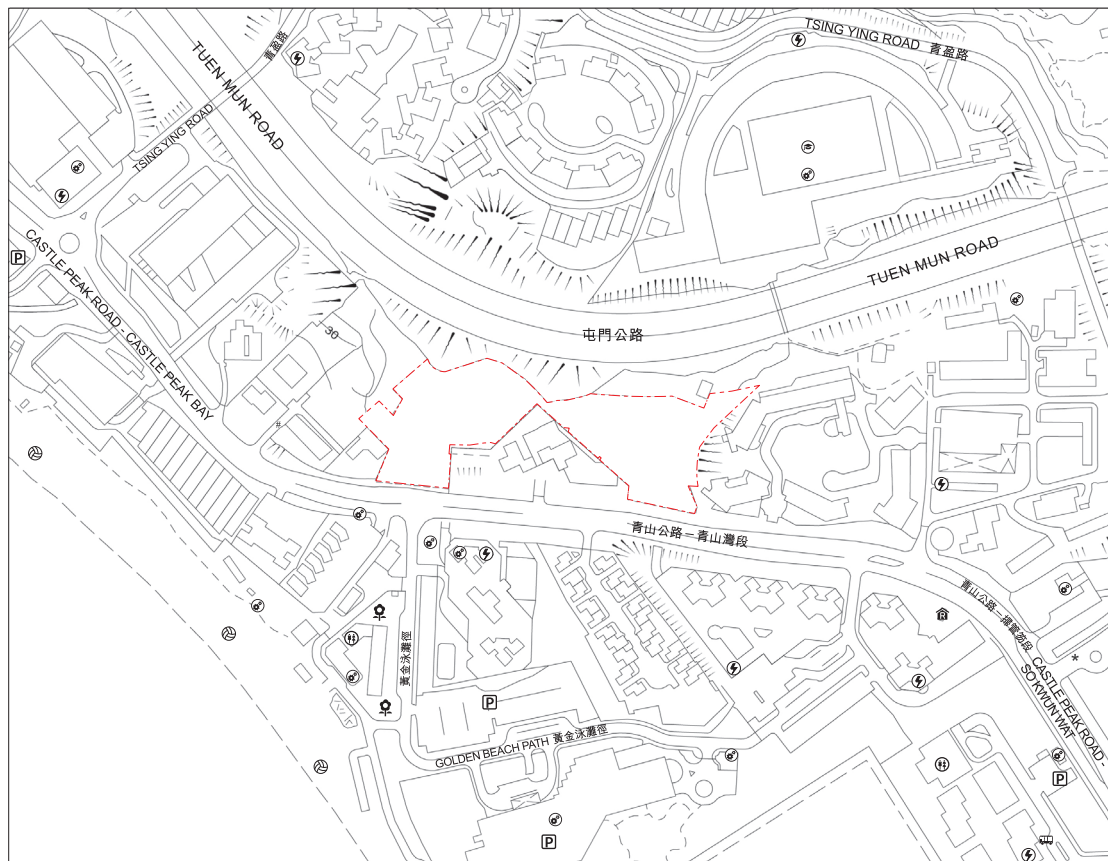 TSING YING ROAD 青盈路
青盈路
TUEN MUN ROAD
TSING YING ROAD
CASTLE PEAK ROAD - CASTLE PEAK BAY
P
TUEN MUN ROAD
30
屯門公路
#
青山公路－青山灣段
青山公路－掃管笏段
CASTLE PEAK ROAD -
SO KWUN WAT
R
*
黃金泳灘徑
P
GOLDEN BEACH PATH 黃金泳灘徑
P
P